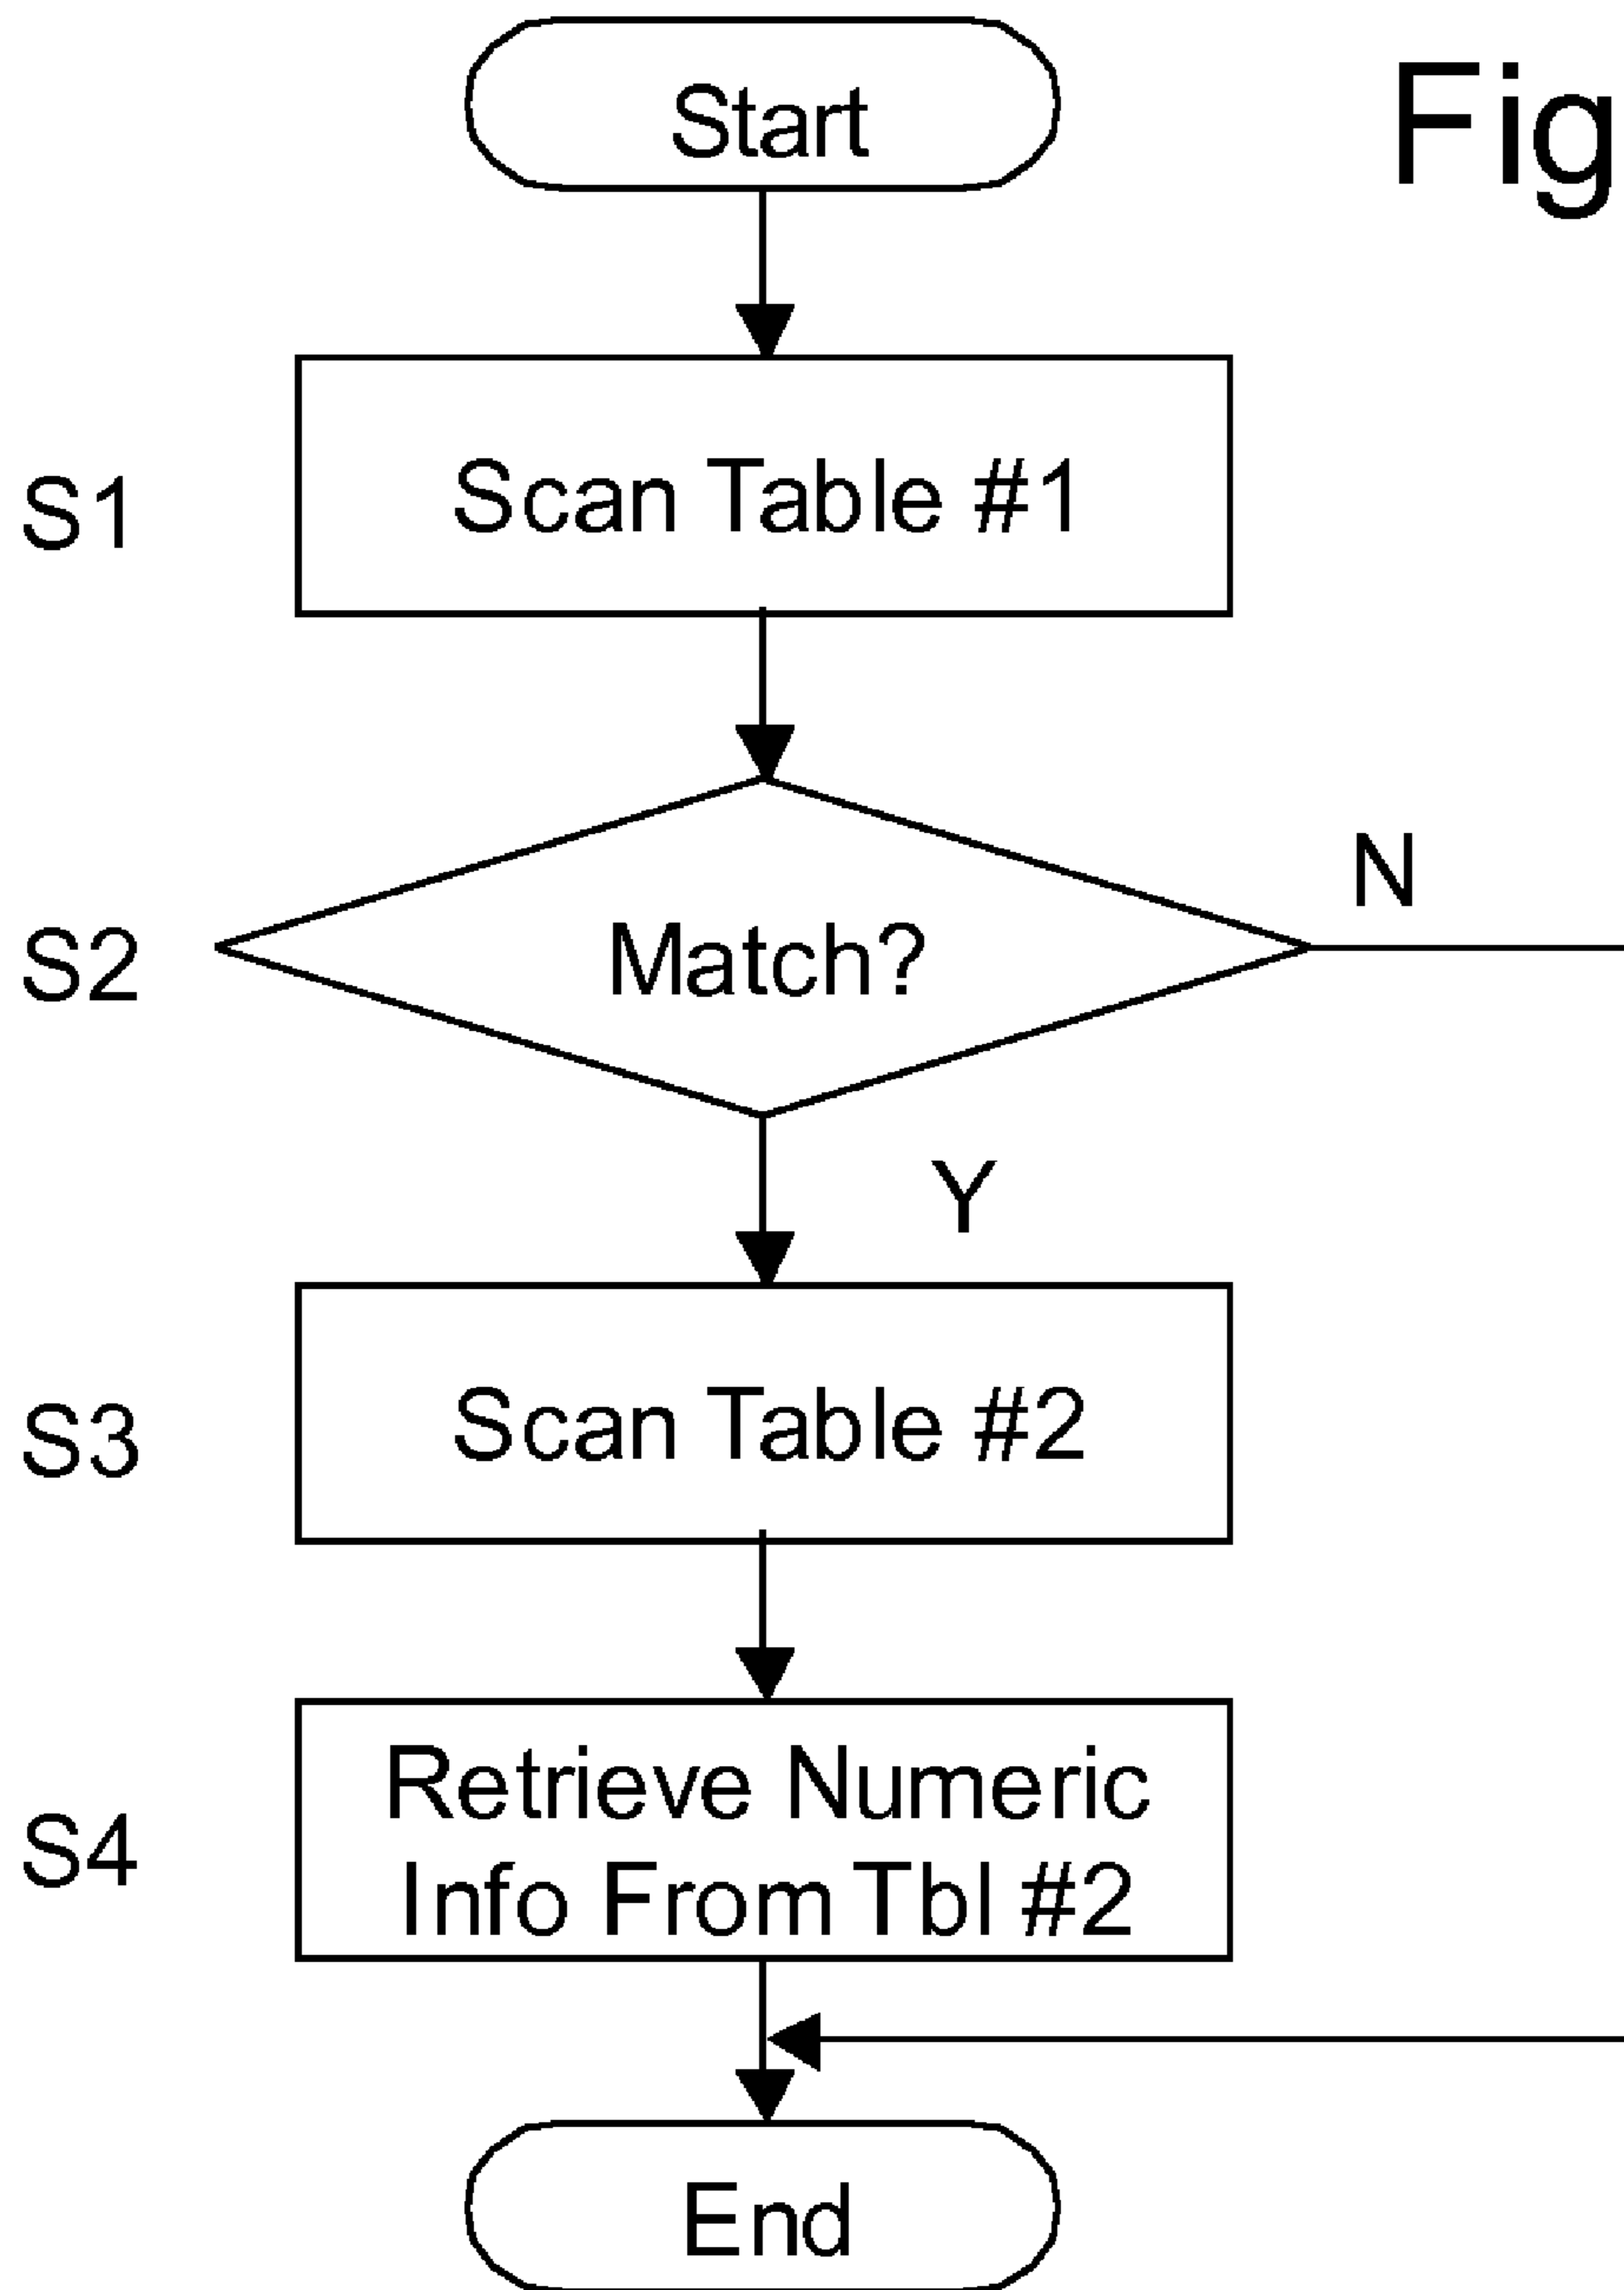 Start
Fig
S1
Scan Table #1
N
S2
Match?
Y
S3
Scan Table #2
S4
Retrieve Numeric
Info From Tbl #2
End